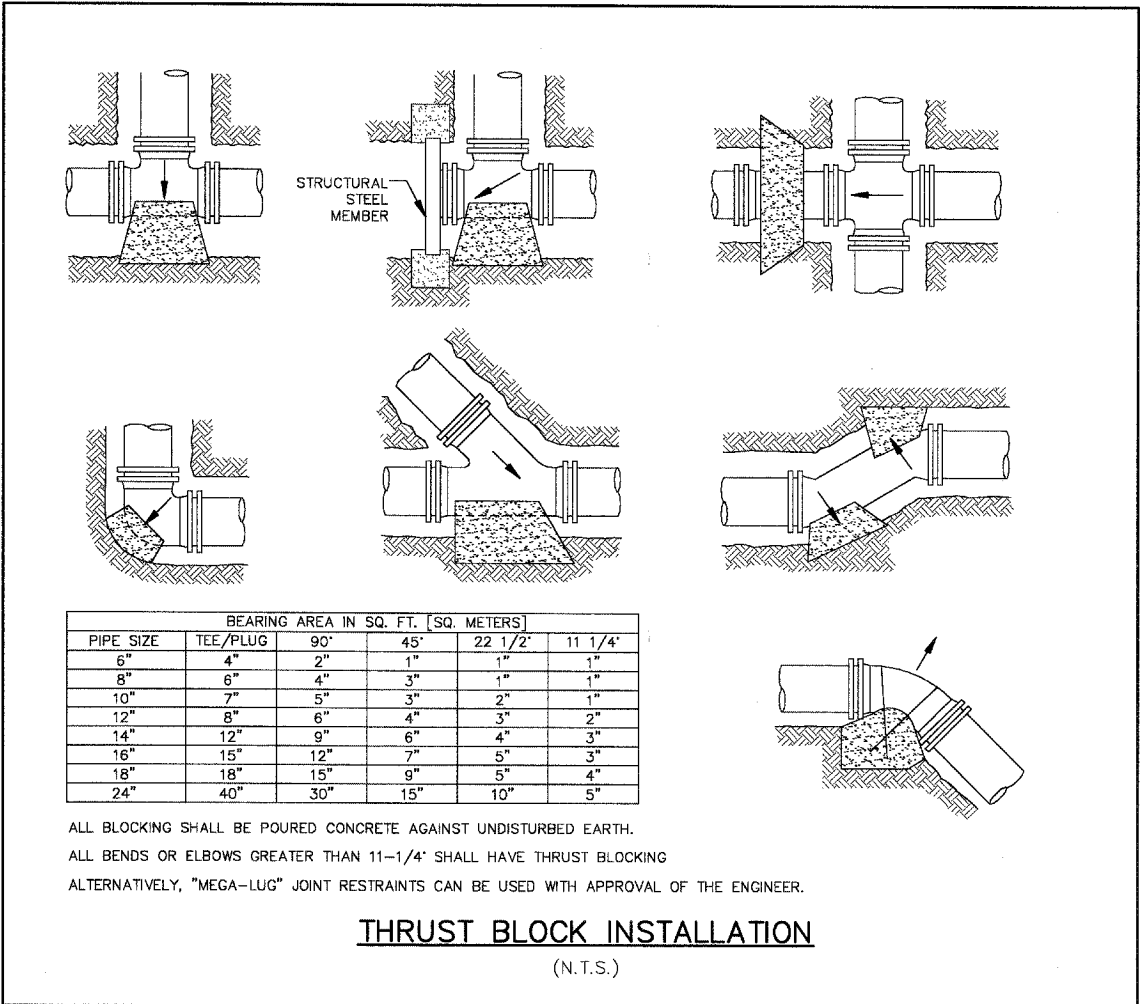 STRUCTURAL
STEEL
MEMBER
BEARING AREA IN SQ. FT. [SQ. METERS]
PIPE SIZE TEE/PLUG 90° 45° 22 1/2° 11 1/4°
6" 4" 2" 1" 1" 1"
8" 6" 4" 3" 1" 1"
10" 7" 5" 3" 2" 1"
12" 8" 6" 4" 3" 2"
14" 12" 9" 6" 4" 3"
16" 15" 12" 7" 5" 3"
18" 18" 15" 9" 5" 4"
24" 40" 30" 15" 10" 5"
ALL BLOCKING SHALL BE POURED CONCRETE AGAINST UNDISTURBED EARTH.
ALL BENDS OR ELBOWS GREATER THAN 11-1/4° SHALL HAVE THRUST BLOCKING
ALTERNATIVELY, "MEGA-LUG" JOINT RESTRAINTS CAN BE USED WITH APPROVAL OF THE ENGINEER.
THRUST BLOCK INSTALLATION
(N.T.S.)